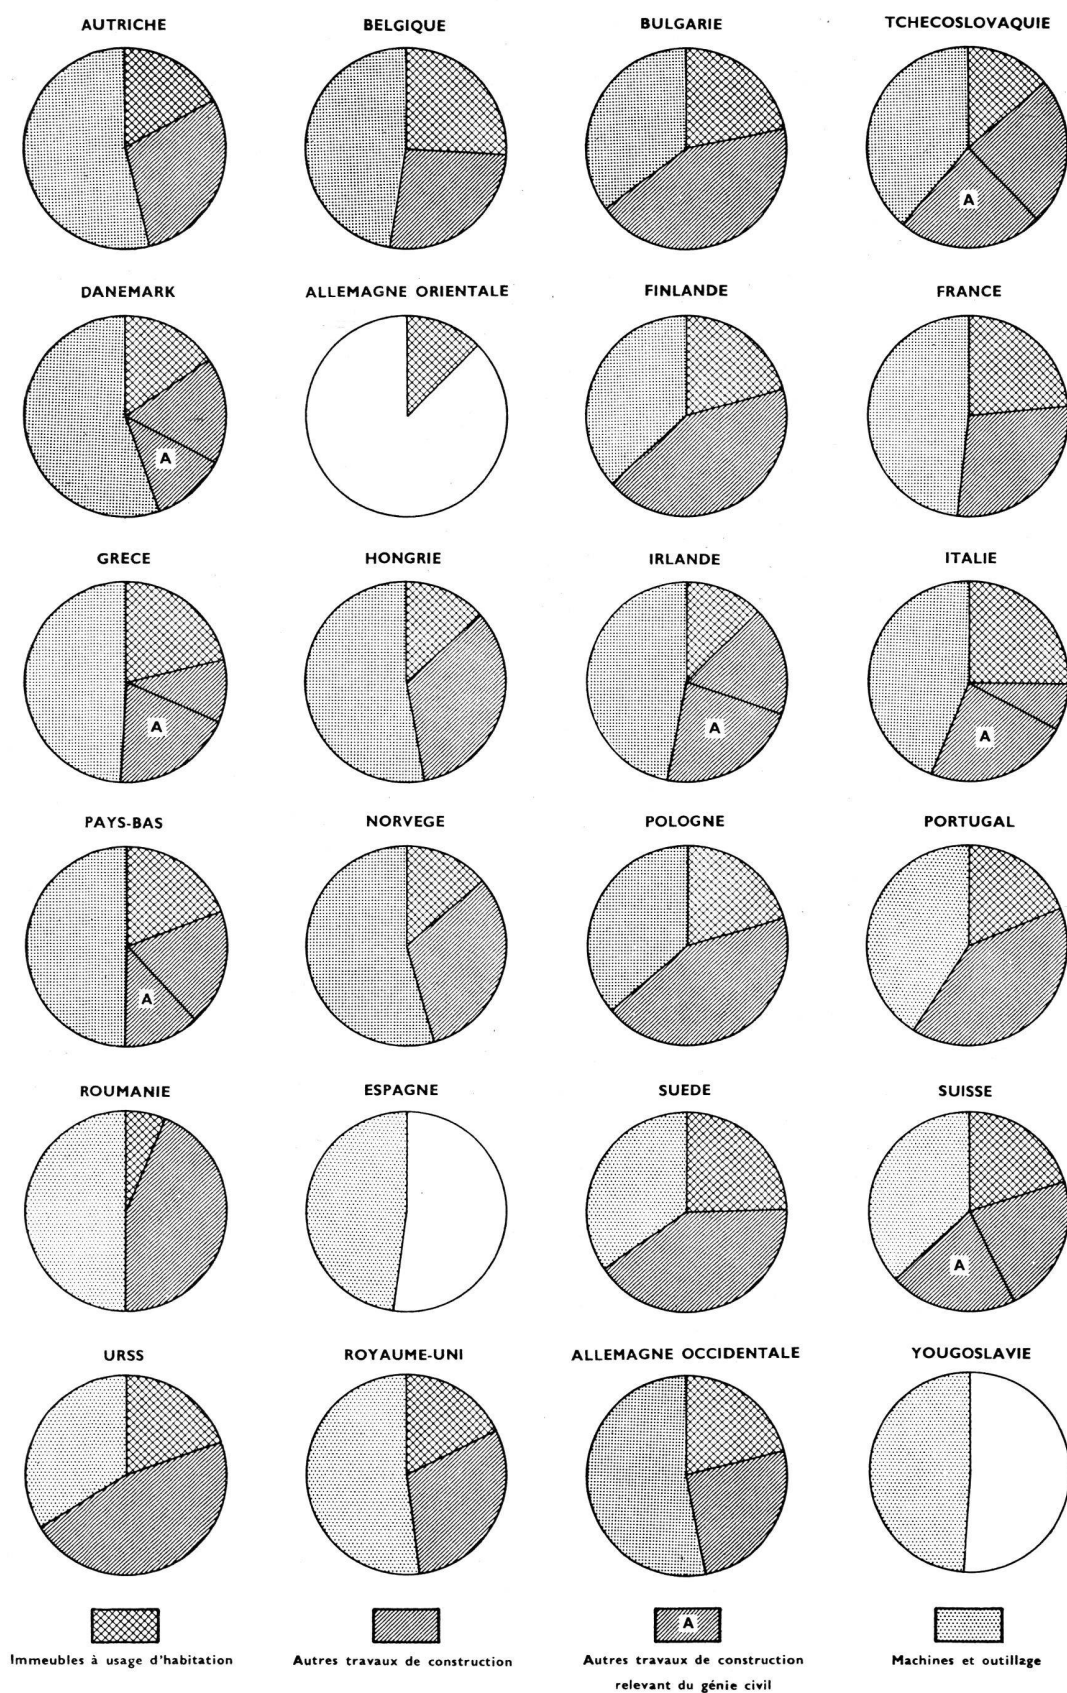 AUTRICHE
BELGIQUE
BULGARIE
TCHECOSLOVAQUIE
A
DANEMARK
ALLEMAGNE ORIENTALE
FINLANDE
FRANCE
A
GRECE
HONGRIE
IRLANDE
ITALIE
A
A
A
PAYS-BAS
NORVEGE
POLOGNE
PORTUGAL
A
ROUMANIE
ESPAGNE
SUEDE
SUISSE
A
URSS
ROYAUME-UNI
ALLEMAGNE OCCIDENTALE
YOUGOSLAVIE
A
Immeubles à usage d'habitation
Autres travaux de construction
Autres travaux de construction
relevant du génie civil
Machines et outillage